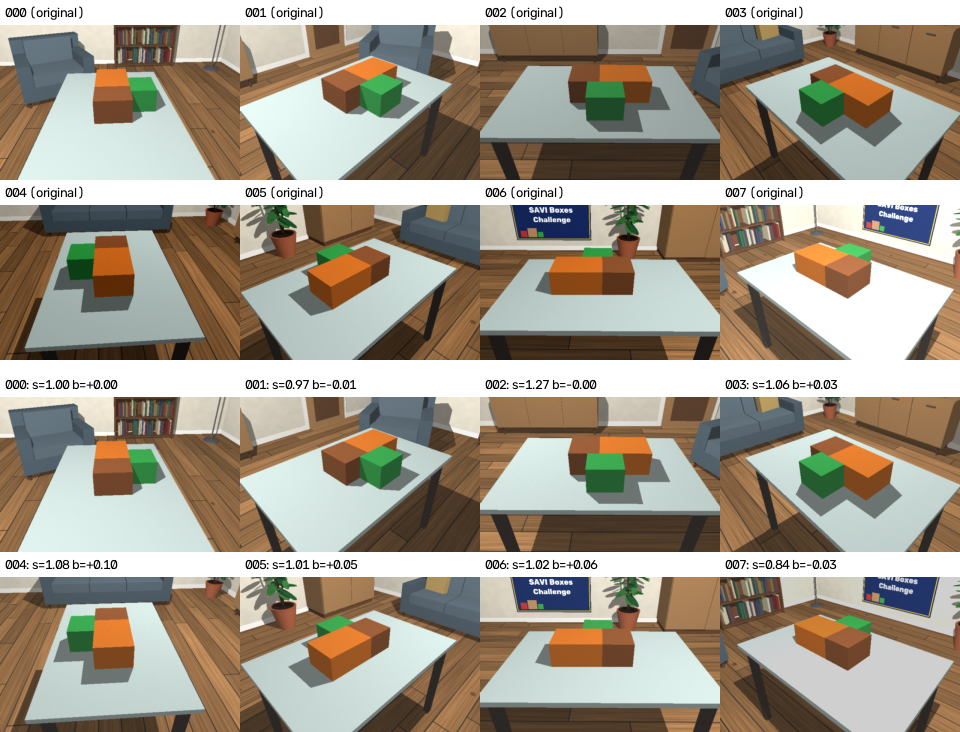 000 (original)
001 (original)
002 (original)
003 (original)
004 (original)
005 (original)
006 (original)
007 (original)
SAVI Boxes
Challenge
SAVI Boxes
Challenge
000: s=1.00 b=+0.00
001: s=0.97 b=-0.01
002: s=1.27 b=-0.00
003: s=1.06 b=+0.03
004: s=1.08 b=+0.10
005: s=1.01 b=+0.05
006: s=1.02 b=+0.06
007: s=0.84 b=-0.03
SAVI Boxes
Challenge
SAVI Boxes
Challenge